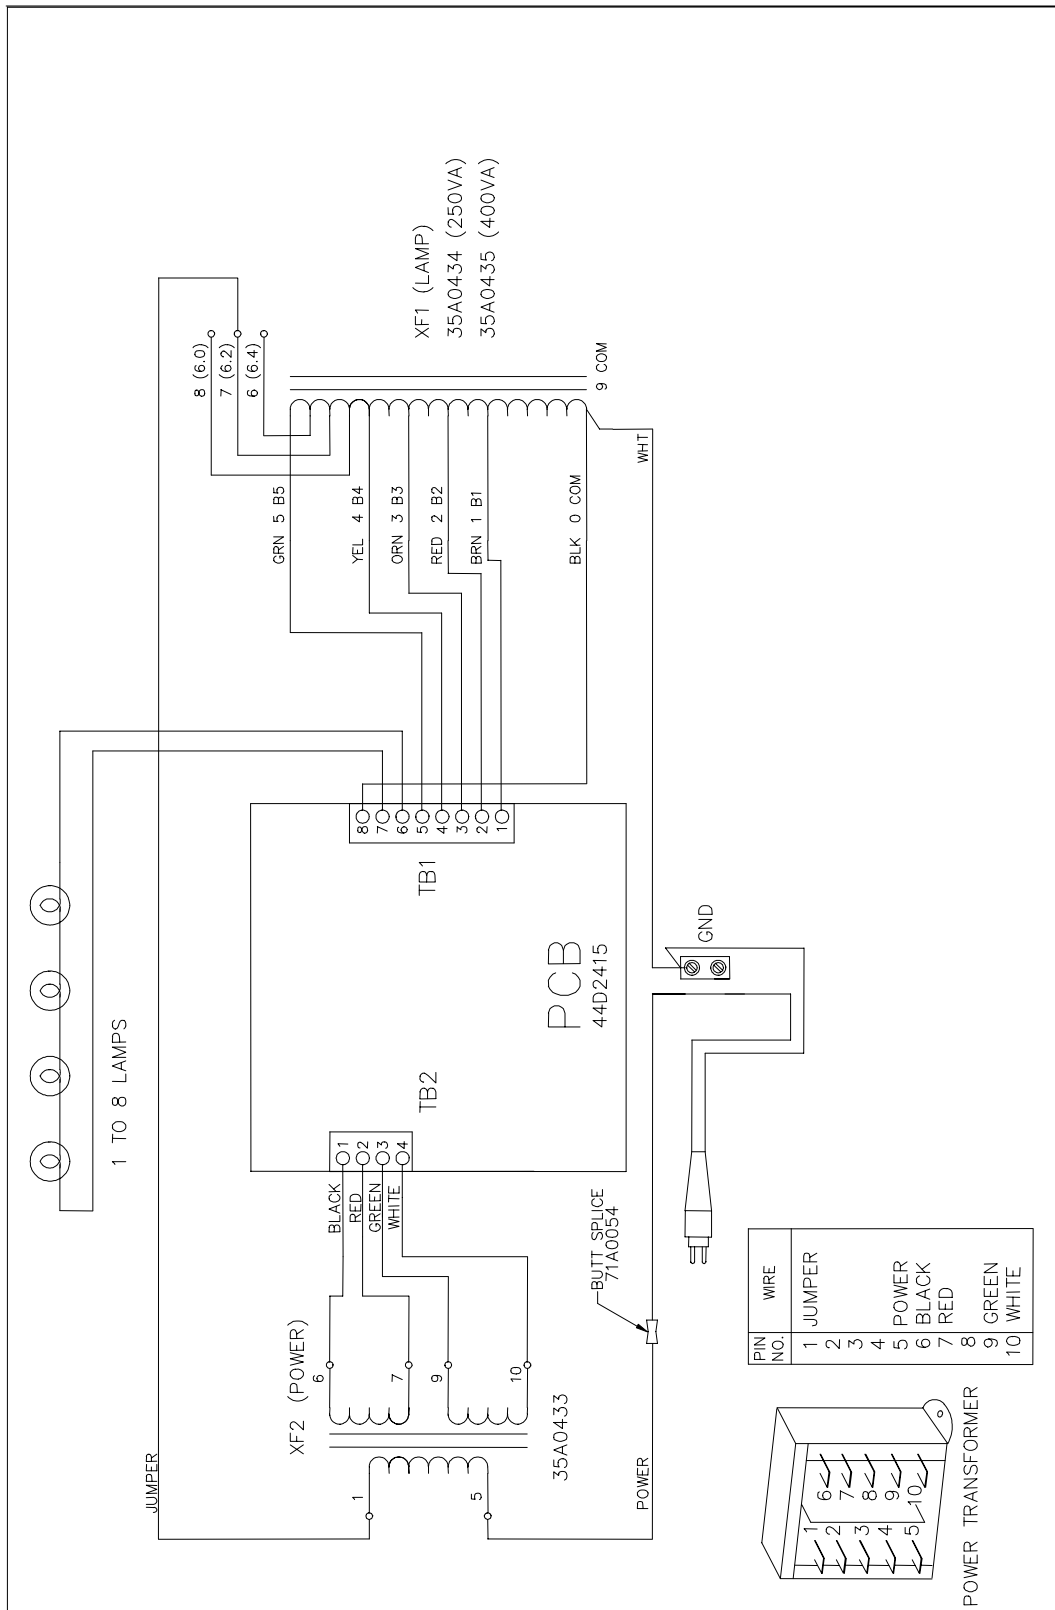 1 TO 8 LAMPS
JUMPER
8 (6.0)
7 (6.2)
6 (6.4)
XF1 (LAMP)
35A0434 (250VA)
35A0435 (400VA)
9 COM
GRN 5 B5
YEL 4 B4
ORN 3 B3
RED 2 B2
BRN 1 B1
BLK 0 COM
WHT
XF2 (POWER)
1
5
6
7
9
10
35A0433
POWER
BLACK
RED
GREEN
WHITE
1
2
3
4
TB2
PCB
44D2415
TB1
8
7
6
5
4
3
2
1
BUTT SPLICE
71A0054
GND
POWER TRANSFORMER
1
2
3
4
5
6
7
8
9
10
PIN NO. WIRE
1 JUMPER
2
3
4
5 POWER
6 BLACK
7 RED
8
9 GREEN
10 WHITE